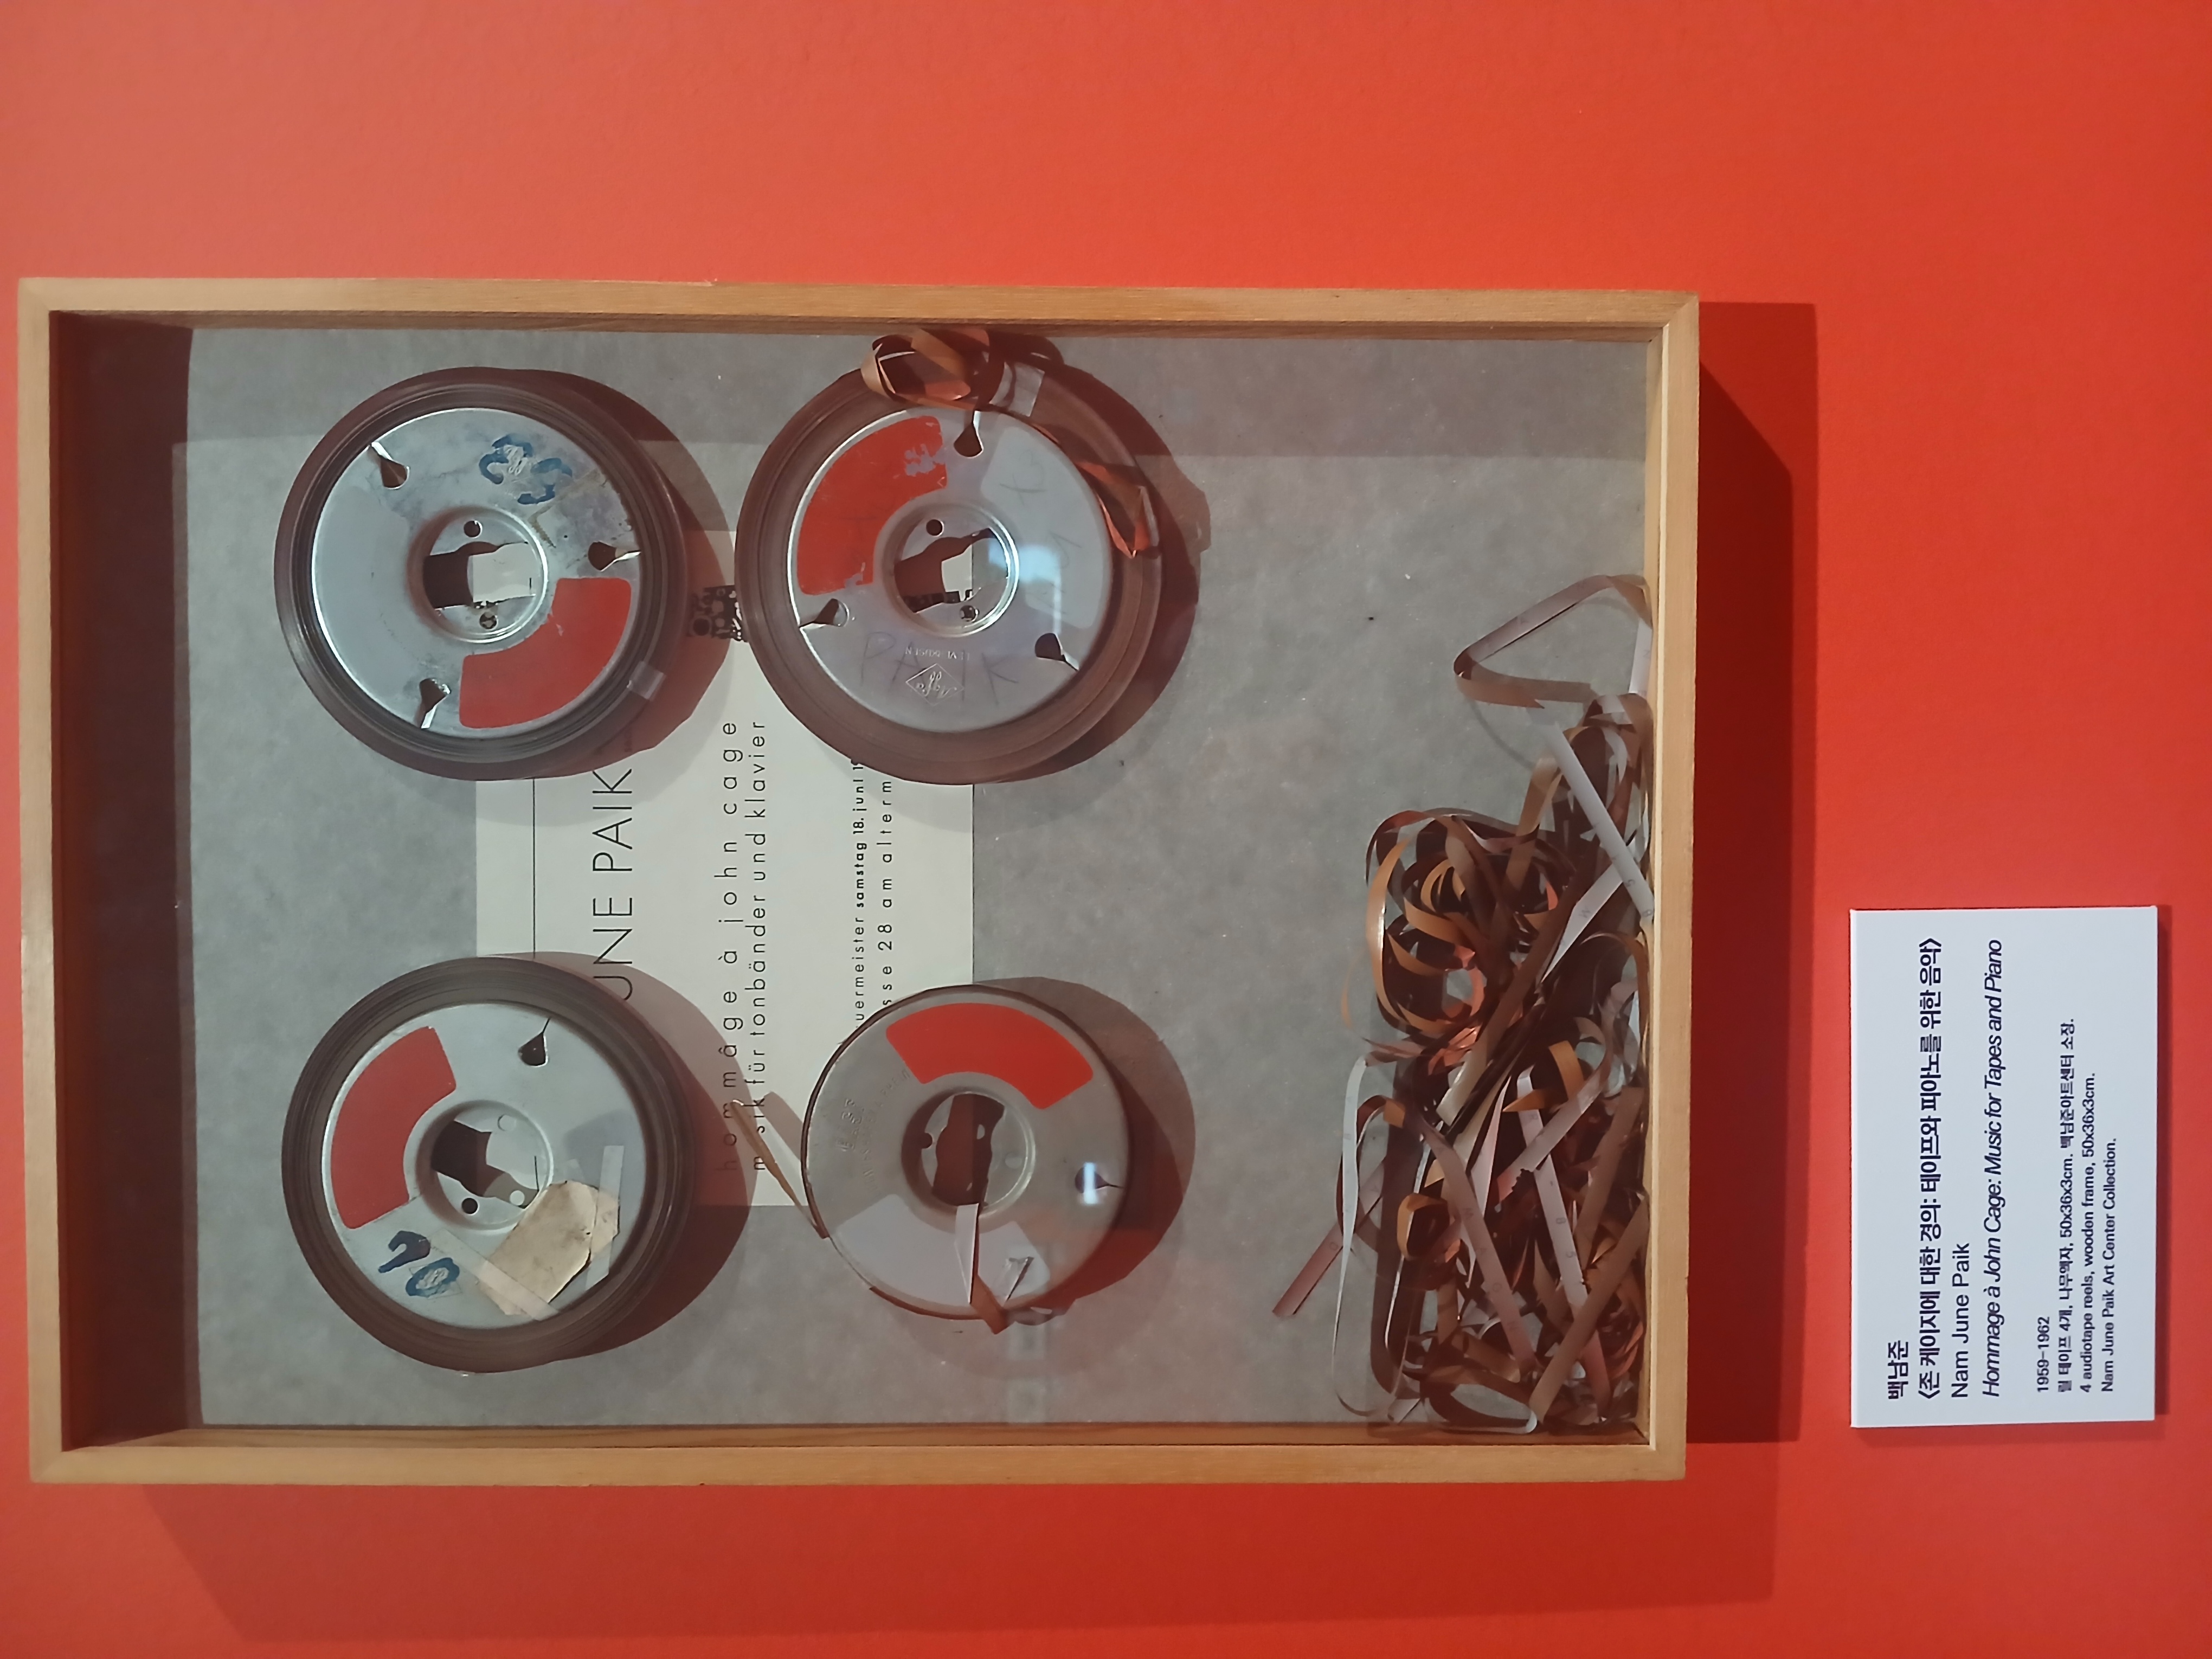 UNE PAIK
hommage à john cage
musik für tonbänder und klavier
uermeister samstag 18. juni 19
sse 28 am alterm
PAIK
백남준
〈존 케이지에 대한 경의: 테이프와 피아노를 위한 음악〉
Nam June Paik
Hommage à John Cage: Music for Tapes and Piano
1959–1962
릴 테이프 4개, 나무액자, 50x36x3cm. 백남준아트센터 소장.
4 audiotape reels, wooden frame, 50x36x3cm.
Nam June Paik Art Center Collection.